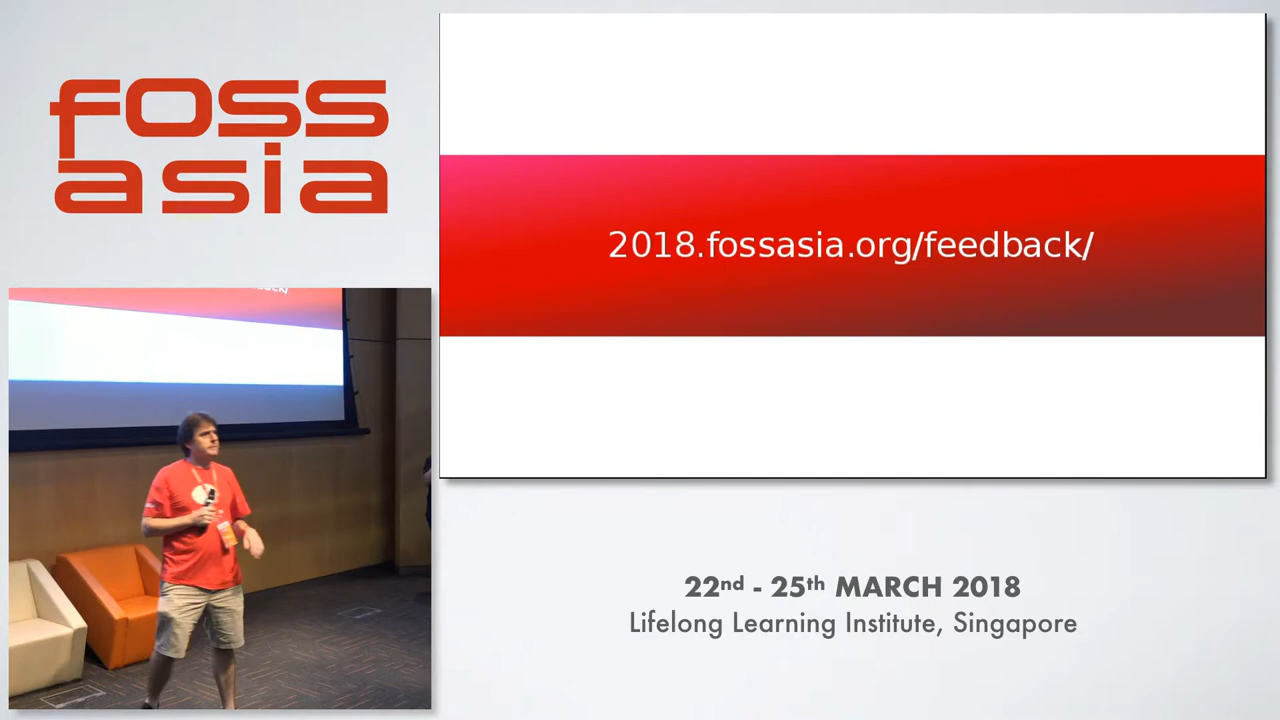 foss
asia
2018.fossasia.org/feedback/
22nd - 25th MARCH 2018
Lifelong Learning Institute, Singapore